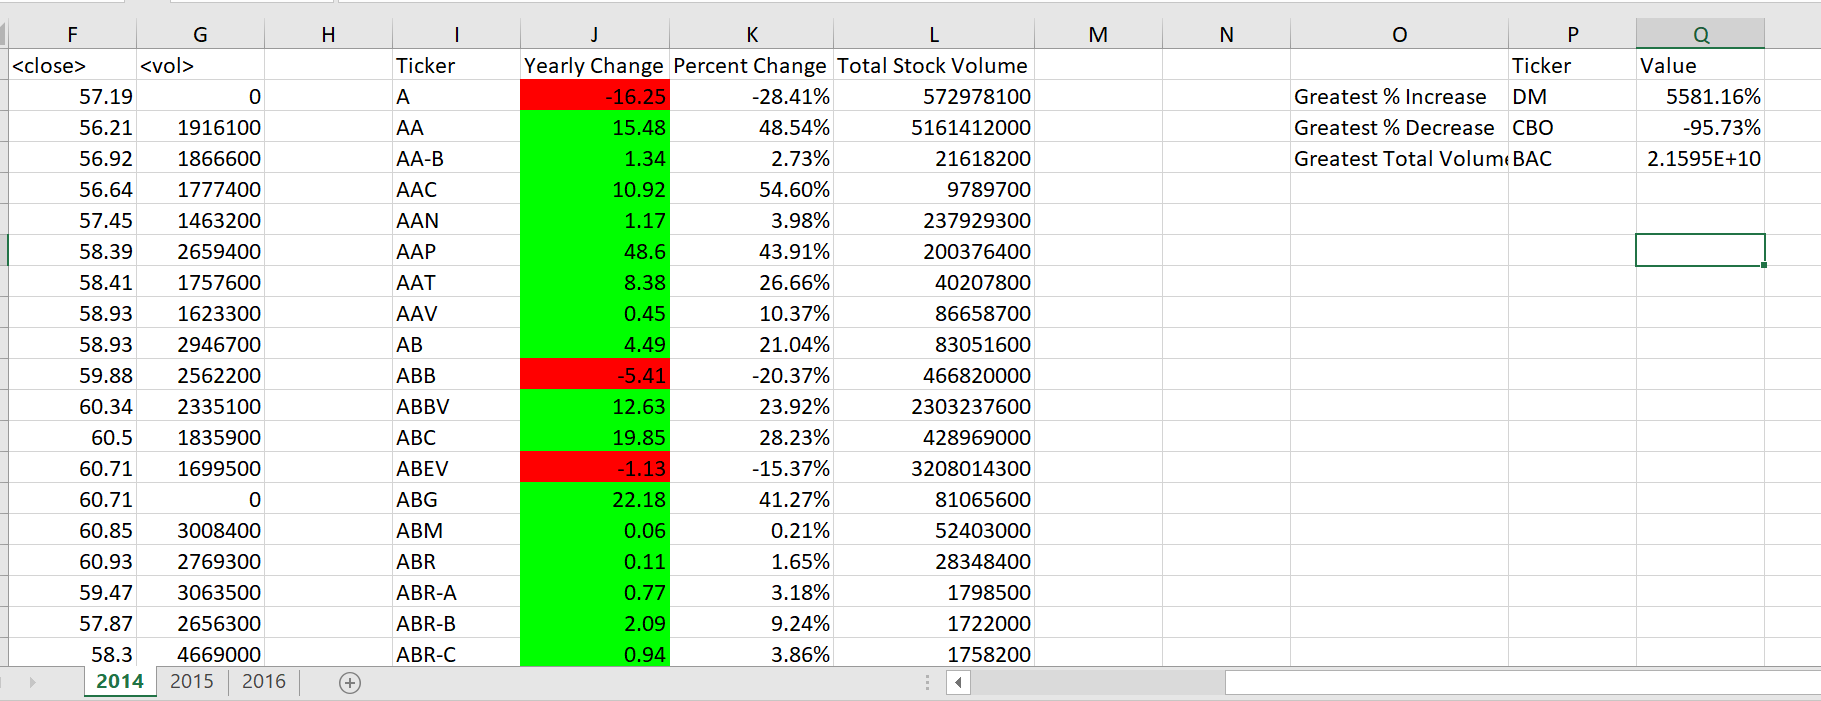 F G H I J K L M N O P Q
<close> <vol> Ticker Yearly Change Percent Change Total Stock Volume Ticker Value
57.19 0 A -16.25 -28.41% 572978100 Greatest % Increase DM 5581.16%
56.21 1916100 AA 15.48 48.54% 5161412000 Greatest % Decrease CBO -95.73%
56.92 1866600 AA-B 1.34 2.73% 21618200 Greatest Total Volume BAC 2.1595E+10
56.64 1777400 AAC 10.92 54.60% 9789700
57.45 1463200 AAN 1.17 3.98% 237929300
58.39 2659400 AAP 48.6 43.91% 200376400
58.41 1757600 AAT 8.38 26.66% 40207800
58.93 1623300 AAV 0.45 10.37% 86658700
58.93 2946700 AB 4.49 21.04% 83051600
59.88 2562200 ABB -5.41 -20.37% 466820000
60.34 2335100 ABBV 12.63 23.92% 2303237600
60.5 1835900 ABC 19.85 28.23% 428969000
60.71 1699500 ABEV -1.13 -15.37% 3208014300
60.71 0 ABG 22.18 41.27% 81065600
60.85 3008400 ABM 0.06 0.21% 52403000
60.93 2769300 ABR 0.11 1.65% 28348400
59.47 3063500 ABR-A 0.77 3.18% 1798500
57.87 2656300 ABR-B 2.09 9.24% 1722000
58.3 4669000 ABR-C 0.94 3.86% 1758200
2014 2015 2016